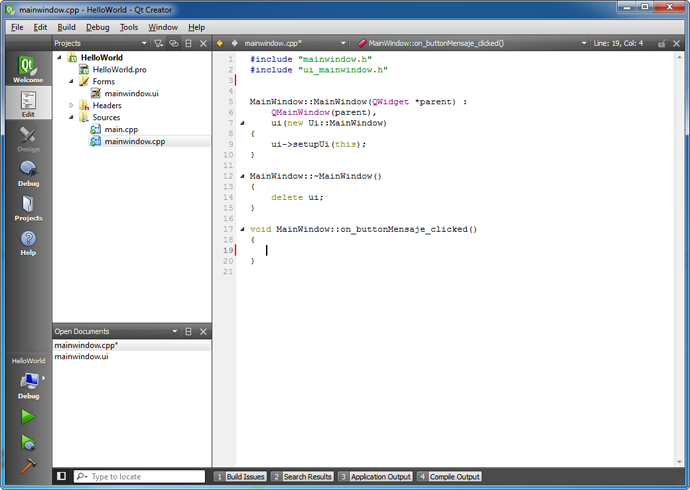 mainwindow.cpp - HelloWorld - Qt Creator
File Edit Build Debug Tools Window Help
Projects
mainwindow.cpp*
MainWindow::on_buttonMensaje_clicked()
Line: 19, Col: 4
Qt
Welcome
Edit
Design
Debug
Projects
Help
HelloWorld
HelloWorld.pro
Forms
mainwindow.ui
Headers
Sources
main.cpp
mainwindow.cpp
1 #include "mainwindow.h"
2 #include "ui_mainwindow.h"
3
4
5 MainWindow::MainWindow(QWidget *parent) :
6 QMainWindow(parent),
7 ui(new Ui::MainWindow)
8 {
9 ui->setupUi(this);
10 }
11
12 MainWindow::~MainWindow()
13 {
14 delete ui;
15 }
16
17 void MainWindow::on_buttonMensaje_clicked()
18 {
19
20 }
21
Open Documents
mainwindow.cpp*
mainwindow.ui
HelloWorld
Debug
Type to locate
1 Build Issues
2 Search Results
3 Application Output
4 Compile Output